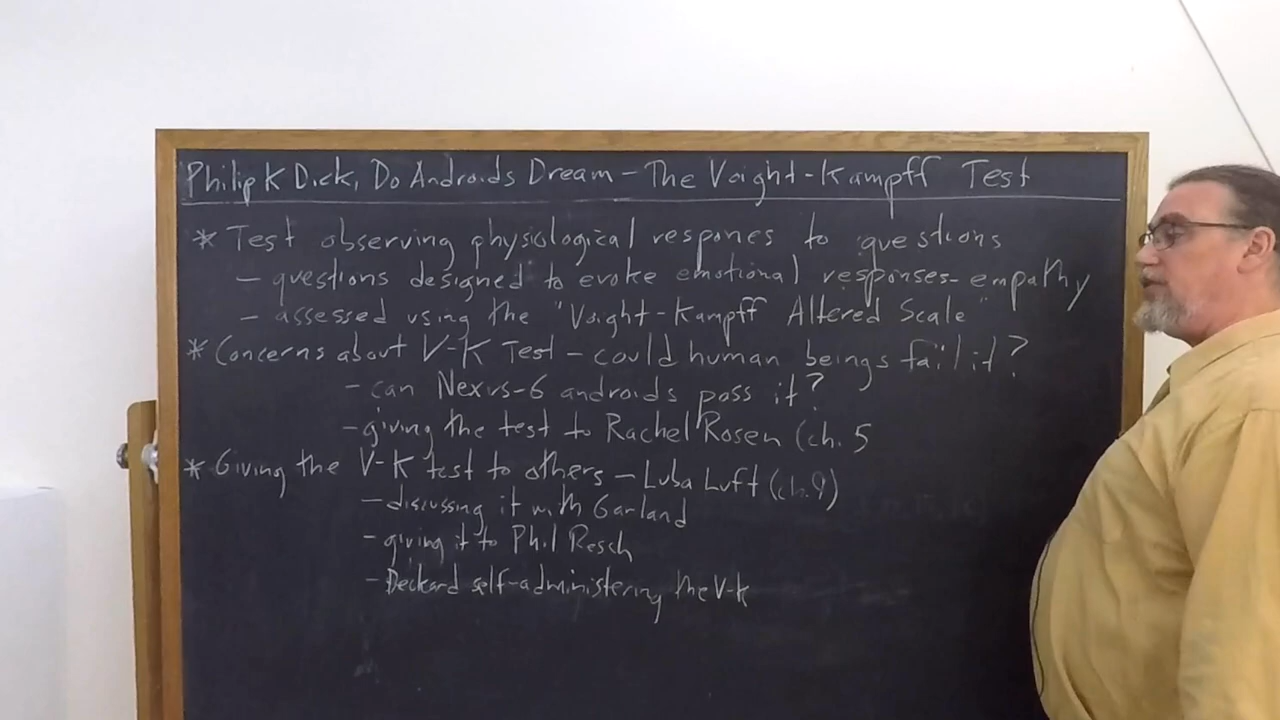 Philip K Dick, Do Androids Dream - The Voight-Kampff Test
* Test observing physiological respones to questions
- questions designed to evoke emotional responses - empathy
- assessed using the "Voight-Kampff Altered Scale"
* Concerns about V-K Test - could human beings fail it?
- can Nexus-6 androids pass it?
- giving the test to Rachel Rosen (ch. 5
* Giving the V-K test to others - Luba Luft (ch. 9)
- discussing it with Garland
- giving it to Phil Resch
- Deckard self-administering the V-K